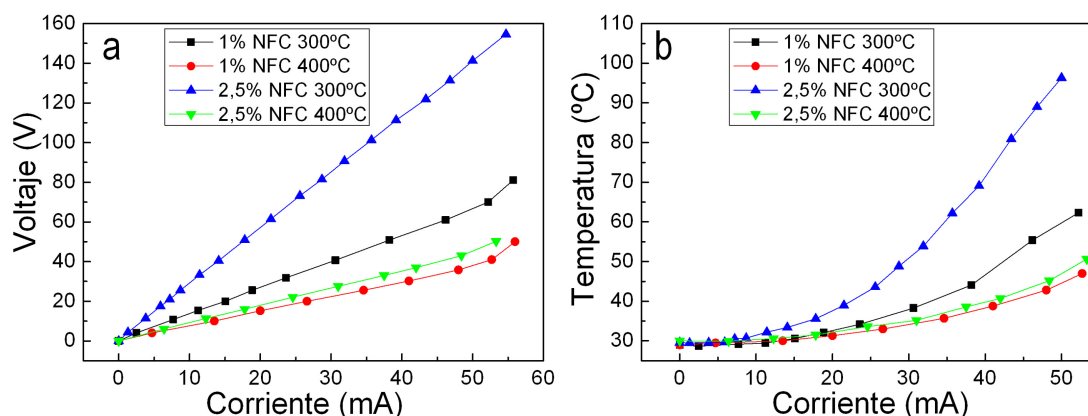 a
1% NFC 300ºC
1% NFC 400ºC
2,5% NFC 300ºC
2,5% NFC 400ºC
Voltaje (V)
160
140
120
100
80
60
40
20
0
0 10 20 30 40 50 60
Corriente (mA)
b
1% NFC 300ºC
1% NFC 400ºC
2,5% NFC 300ºC
2,5% NFC 400ºC
Temperatura (ºC)
110
100
90
80
70
60
50
40
30
20
0 10 20 30 40 50
Corriente (mA)